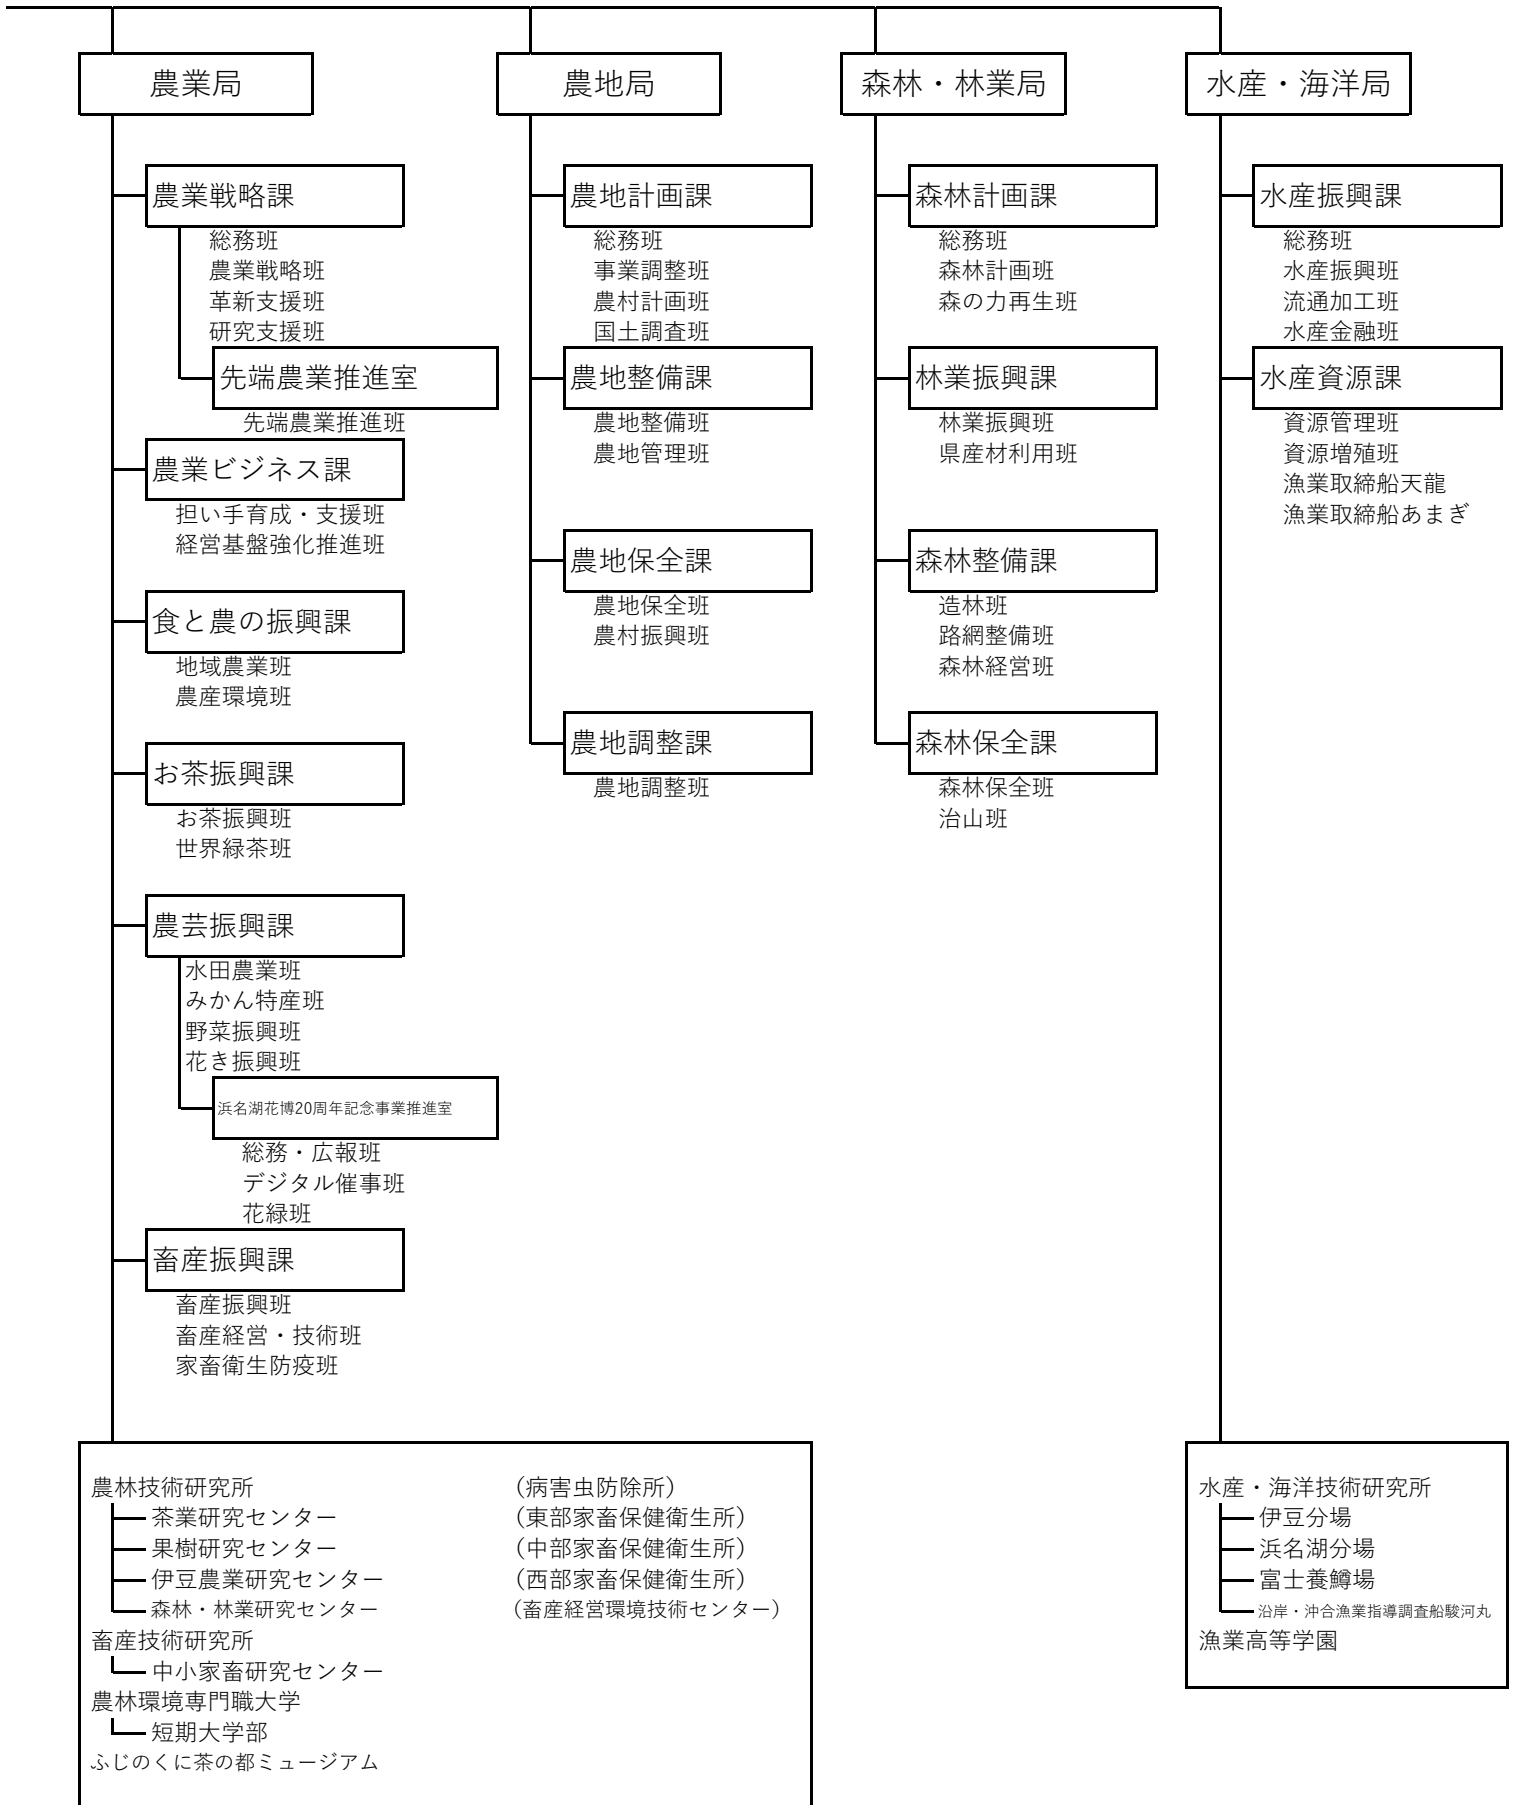 農業局
農業戦略課
総務班
農業戦略班
革新支援班
研究支援班
先端農業推進室
先端農業推進班
農業ビジネス課
担い手育成・支援班
経営基盤強化推進班
食と農の振興課
地域農業班
農産環境班
お茶振興課
お茶振興班
世界緑茶班
農芸振興課
水田農業班
みかん特産班
野菜振興班
花き振興班
浜名湖花博20周年記念事業推進室
総務・広報班
デジタル催事班
花緑班
畜産振興課
畜産振興班
畜産経営・技術班
家畜衛生防疫班
農林技術研究所
茶業研究センター
果樹研究センター
伊豆農業研究センター
森林・林業研究センター
畜産技術研究所
中小家畜研究センター
農林環境専門職大学
短期大学部
ふじのくに茶の都ミュージアム
（病害虫防除所）
（東部家畜保健衛生所）
（中部家畜保健衛生所）
（西部家畜保健衛生所）
（畜産経営環境技術センター）
農地局
農地計画課
総務班
事業調整班
農村計画班
国土調査班
農地整備課
農地整備班
農地管理班
農地保全課
農地保全班
農村振興班
農地調整課
農地調整班
森林・林業局
森林計画課
総務班
森林計画班
森の力再生班
林業振興課
林業振興班
県産材利用班
森林整備課
造林班
路網整備班
森林経営班
森林保全課
森林保全班
治山班
水産・海洋局
水産振興課
総務班
水産振興班
流通加工班
水産金融班
水産資源課
資源管理班
資源増殖班
漁業取締船天龍
漁業取締船あまぎ
水産・海洋技術研究所
伊豆分場
浜名湖分場
富士養鱒場
沿岸・沖合漁業指導調査船駿河丸
漁業高等学園